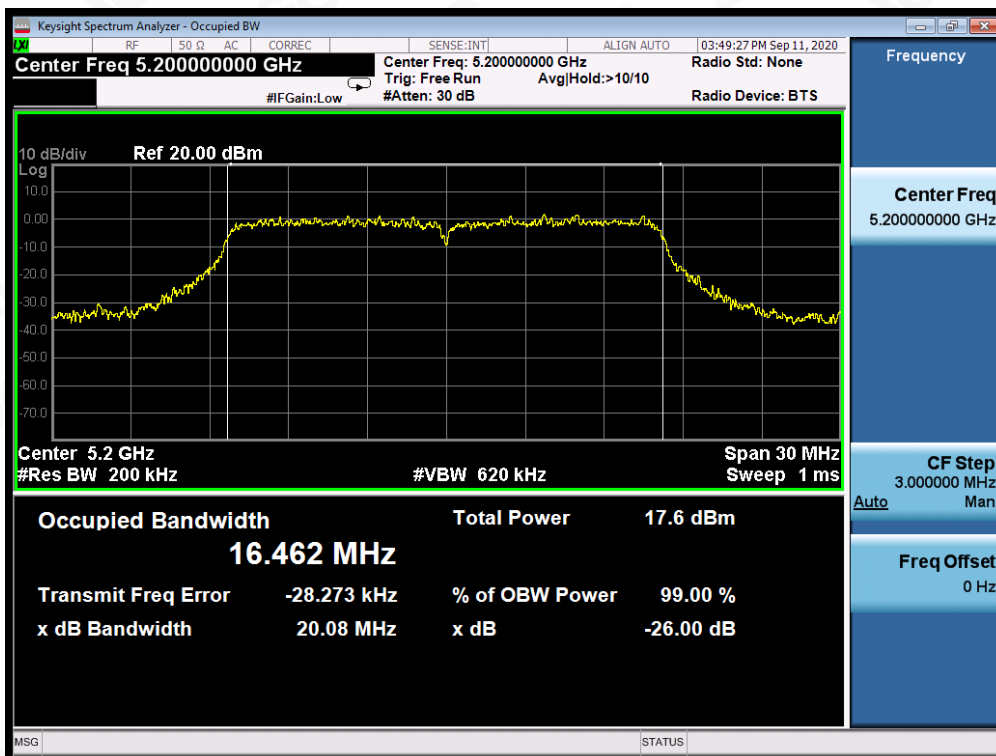 Keysight Spectrum Analyzer - Occupied BW
LXI RF 50 Ω AC CORREC SENSE:INT ALIGN AUTO 03:49:27 PM Sep 11, 2020
Center Freq 5.200000000 GHz
Center Freq: 5.200000000 GHz Radio Std: None
Trig: Free Run Avg|Hold:>10/10
#IFGain:Low #Atten: 30 dB Radio Device: BTS
10 dB/div Ref 20.00 dBm
Log
10.0
0.00
-10.0
-20.0
-30.0
-40.0
-50.0
-60.0
-70.0
Center 5.2 GHz Span 30 MHz
#Res BW 200 kHz #VBW 620 kHz Sweep 1 ms
Occupied Bandwidth Total Power 17.6 dBm
16.462 MHz
Transmit Freq Error -28.273 kHz % of OBW Power 99.00 %
x dB Bandwidth 20.08 MHz x dB -26.00 dB
MSG STATUS
Frequency
Center Freq
5.200000000 GHz
CF Step
3.000000 MHz
Auto Man
Freq Offset
0 Hz